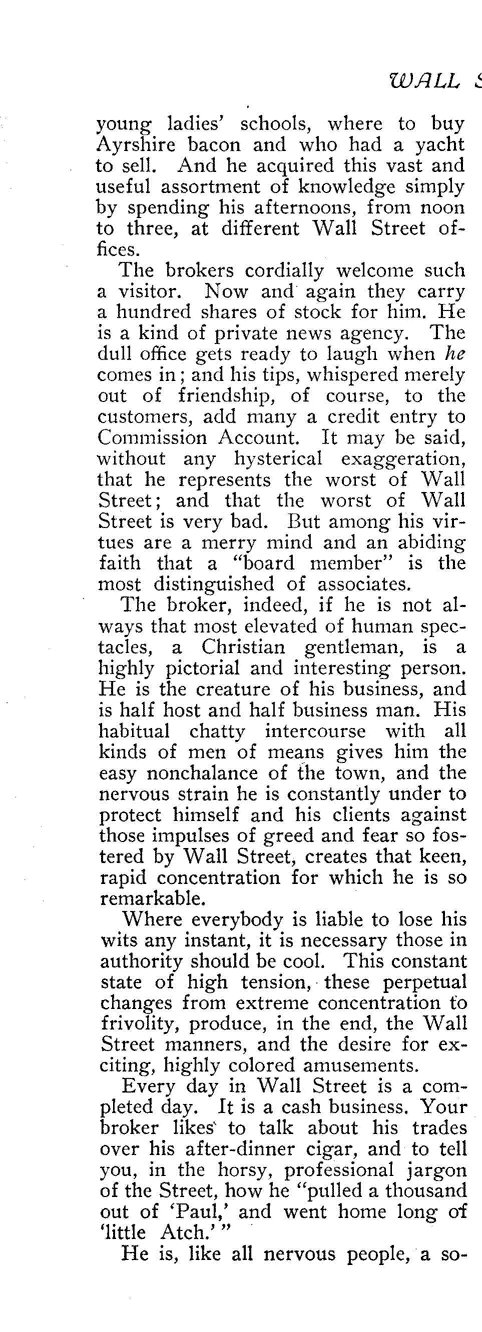 WALL S
young ladies' schools, where to buy
Ayrshire bacon and who had a yacht
to sell. And he acquired this vast and
useful assortment of knowledge simply
by spending his afternoons, from noon
to three, at different Wall Street of-
fices.
The brokers cordially welcome such
a visitor. Now and again they carry
a hundred shares of stock for him. He
is a kind of private news agency. The
dull office gets ready to laugh when he
comes in; and his tips, whispered merely
out of friendship, of course, to the
customers, add many a credit entry to
Commission Account. It may be said,
without any hysterical exaggeration,
that he represents the worst of Wall
Street; and that the worst of Wall
Street is very bad. But among his vir-
tues are a merry mind and an abiding
faith that a "board member" is the
most distinguished of associates.
The broker, indeed, if he is not al-
ways that most elevated of human spec-
tacles, a Christian gentleman, is a
highly pictorial and interesting person.
He is the creature of his business, and
is half host and half business man. His
habitual chatty intercourse with all
kinds of men of means gives him the
easy nonchalance of the town, and the
nervous strain he is constantly under to
protect himself and his clients against
those impulses of greed and fear so fos-
tered by Wall Street, creates that keen,
rapid concentration for which he is so
remarkable.
Where everybody is liable to lose his
wits any instant, it is necessary those in
authority should be cool. This constant
state of high tension, these perpetual
changes from extreme concentration to
frivolity, produce, in the end, the Wall
Street manners, and the desire for ex-
citing, highly colored amusements.
Every day in Wall Street is a com-
pleted day. It is a cash business. Your
broker likes to talk about his trades
over his after-dinner cigar, and to tell
you, in the horsy, professional jargon
of the Street, how he "pulled a thousand
out of 'Paul,' and went home long of
'little Atch.'"
He is, like all nervous people, a so-